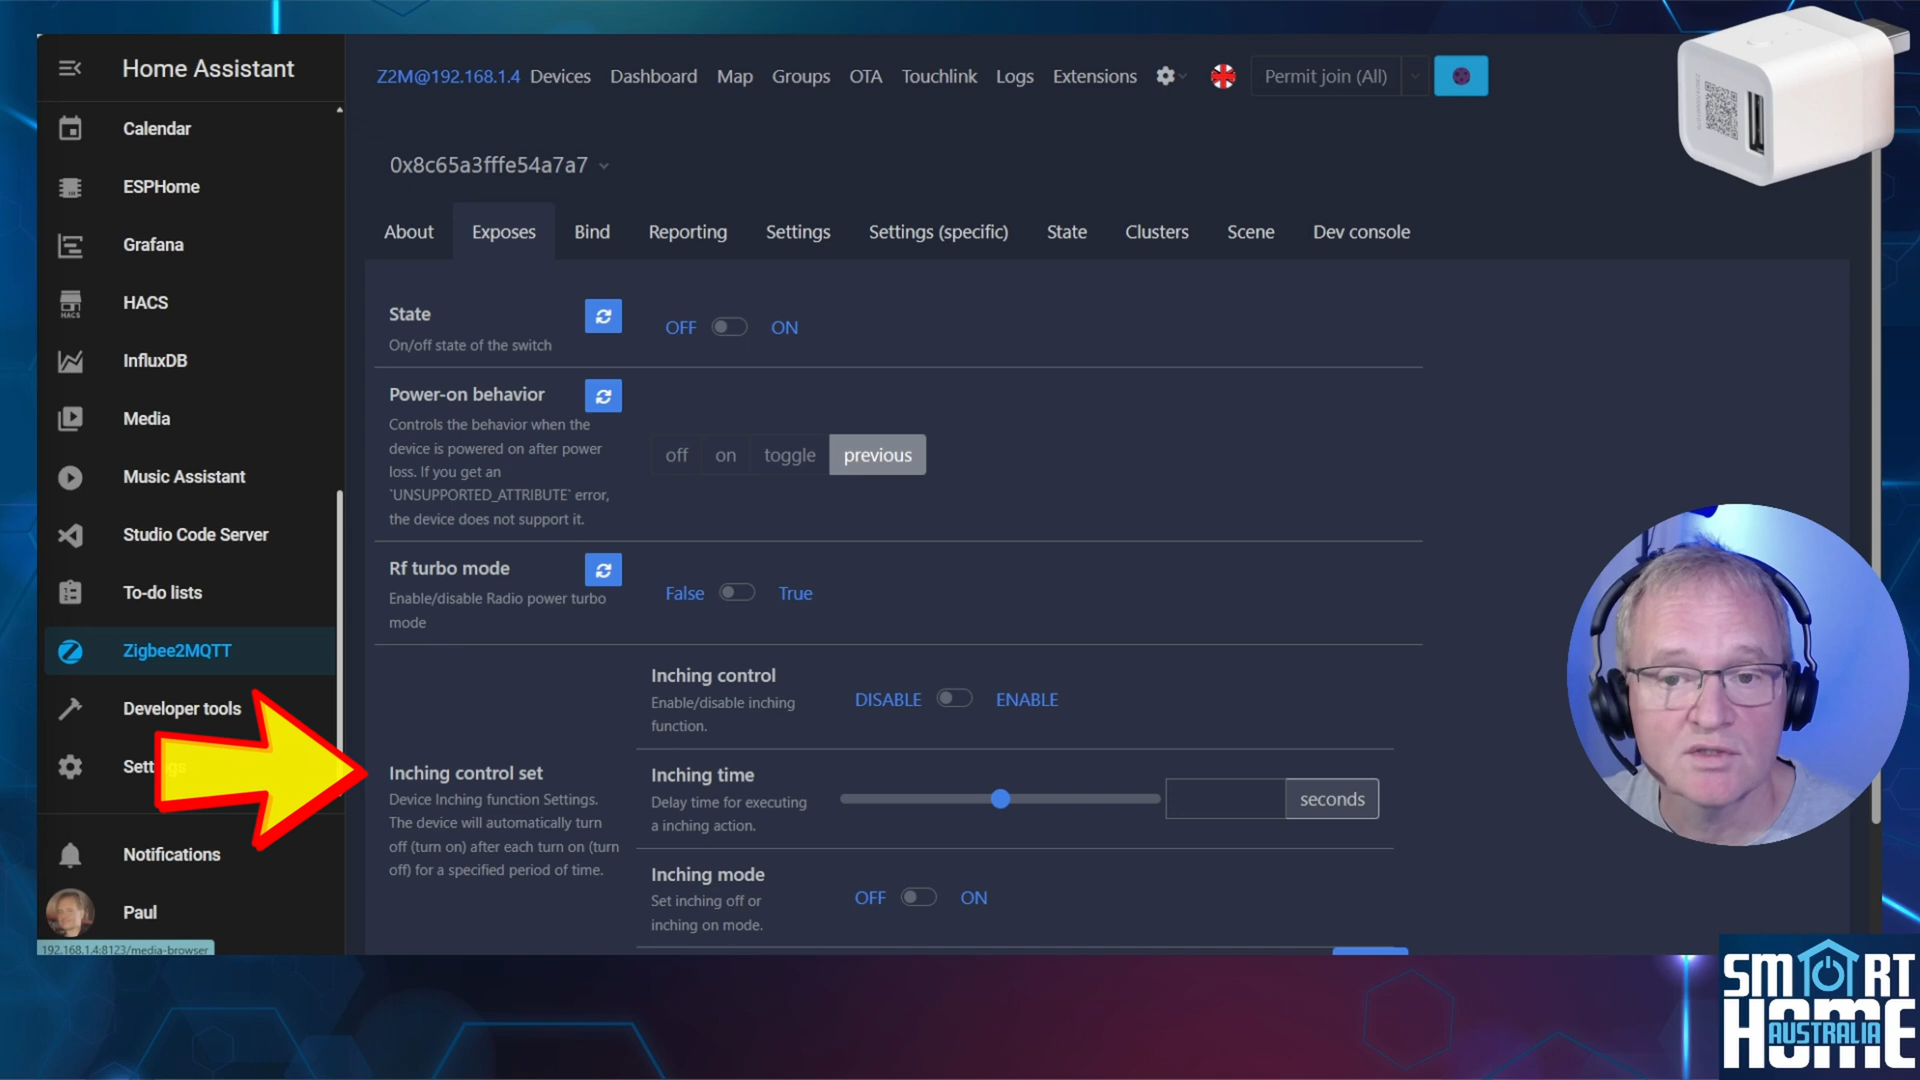 Home Assistant
Calendar
ESPHome
Grafana
HACS
HACS
InfluxDB
Media
Music Assistant
Studio Code Server
To-do lists
Zigbee2MQTT
Developer tools
Settings
Notifications
Paul
192.168.1.4:8123/media-browser
Z2M@192.168.1.4 Devices Dashboard Map Groups OTA Touchlink Logs Extensions Permit join (All)
0x8c65a3fffe54a7a7
About Exposes Bind Reporting Settings Settings (specific) State Clusters Scene Dev console
State
On/off state of the switch
OFF ON
Power-on behavior
Controls the behavior when the
device is powered on after power
loss. If you get an
`UNSUPPORTED_ATTRIBUTE` error,
the device does not support it.
off on toggle previous
Rf turbo mode
Enable/disable Radio power turbo
mode
False True
Inching control set
Device Inching function Settings.
The device will automatically turn
off (turn on) after each turn on (turn
off) for a specified period of time.
Inching control
Enable/disable inching
function.
DISABLE ENABLE
Inching time
Delay time for executing
a inching action.
seconds
Inching mode
Set inching off or
inching on mode.
OFF ON
SMART
HOME
AUSTRALIA